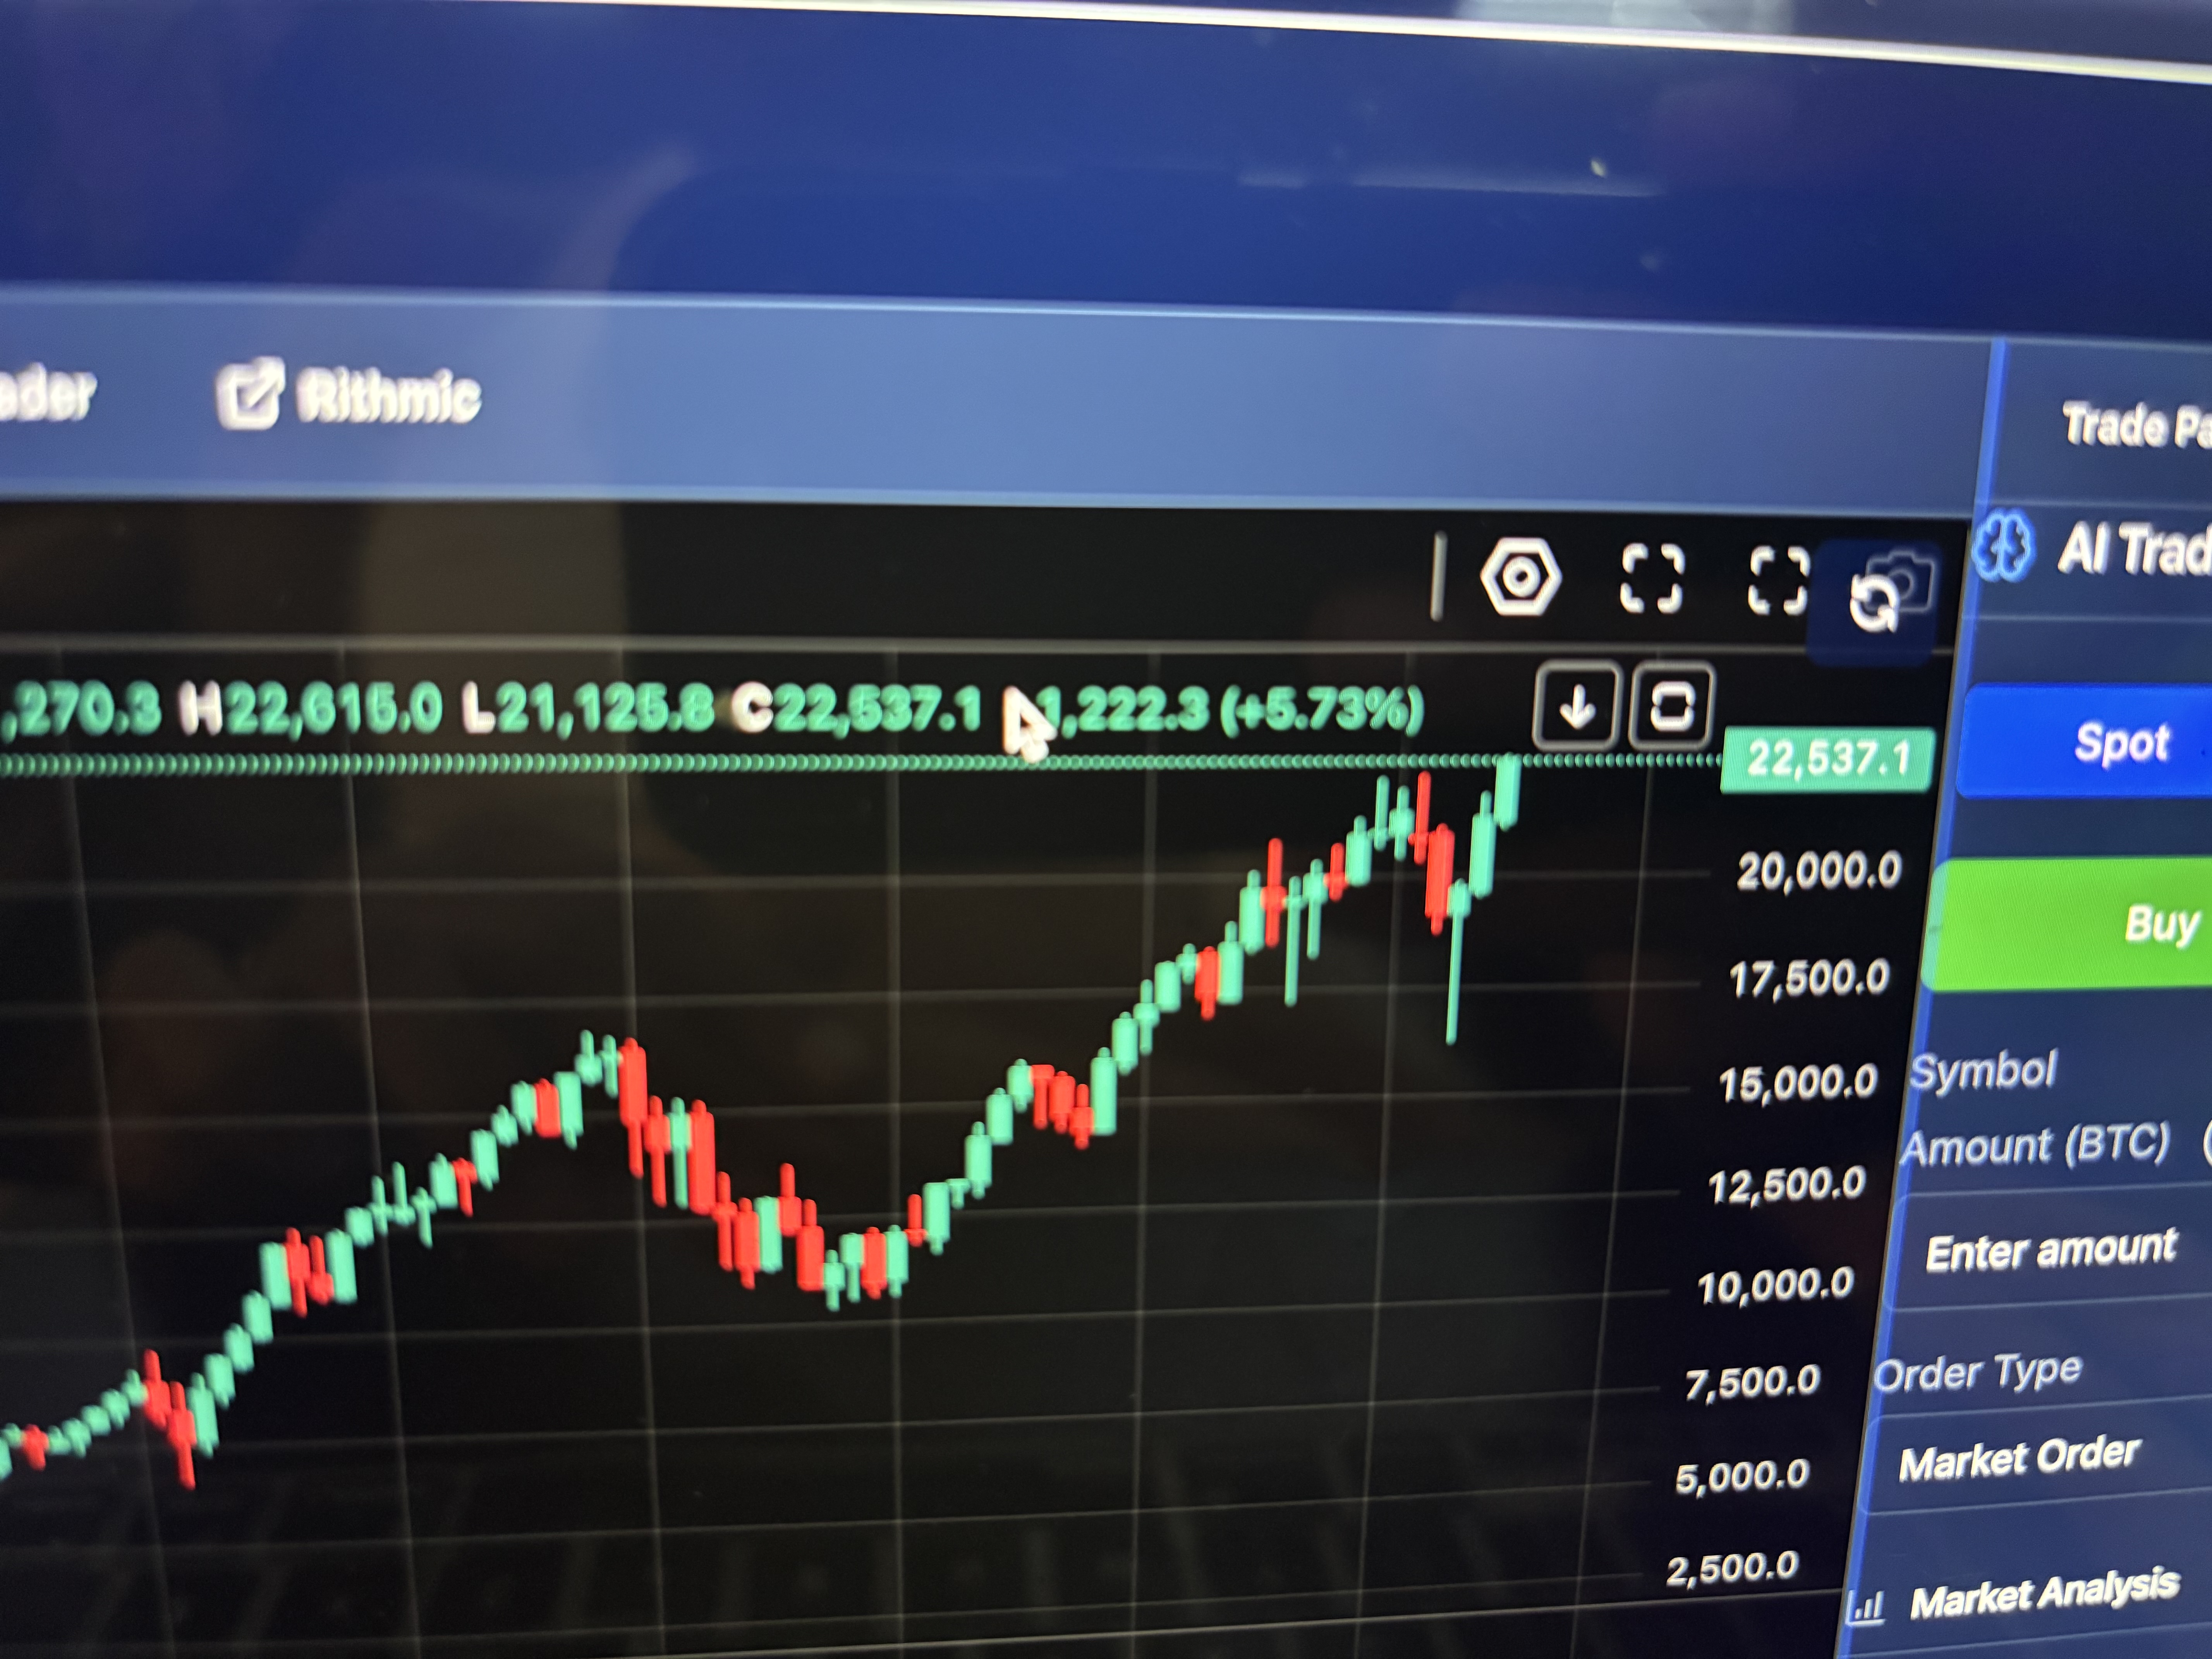 ader Rithmic
Trade Pa
AI Trad
,270.3 H22,615.0 L21,125.8 C22,537.1 1,222.3 (+5.73%)
22,537.1
Spot
20,000.0
Buy
17,500.0
15,000.0
Symbol
12,500.0
Amount (BTC) (
10,000.0
Enter amount
7,500.0
Order Type
5,000.0
Market Order
2,500.0
Market Analysis